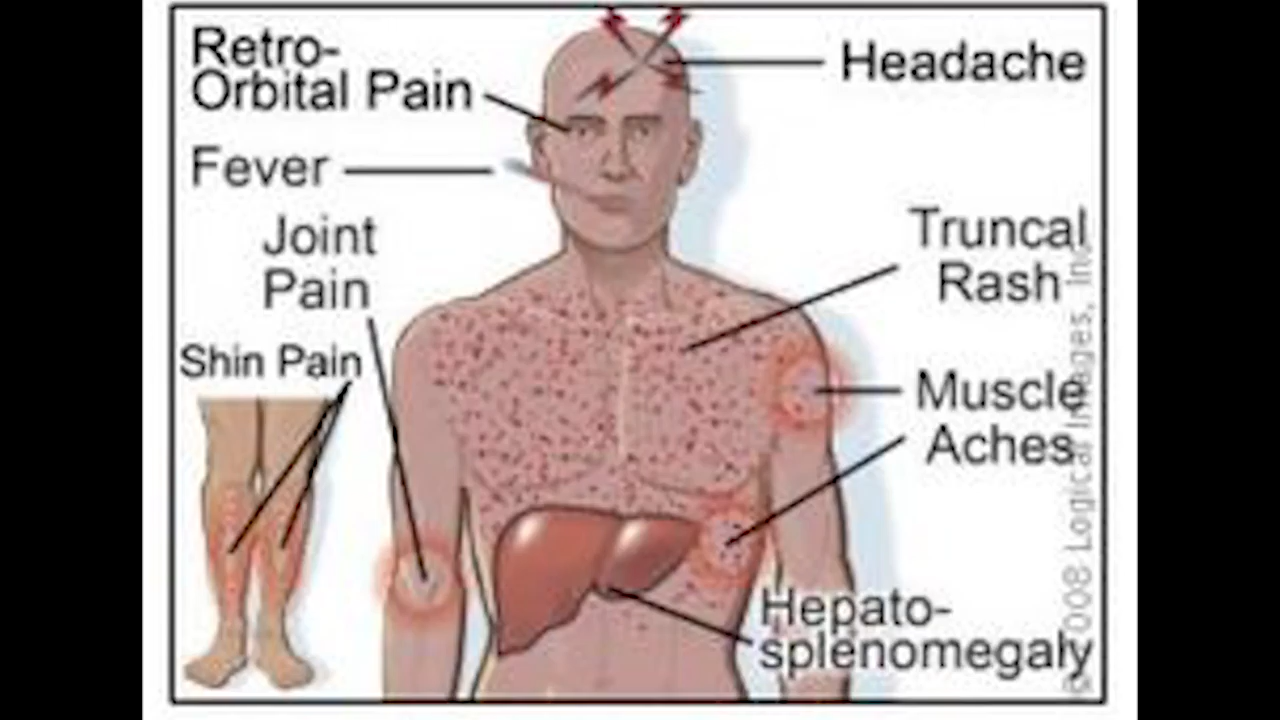 Retro-
Orbital Pain
Headache
Fever
Joint
Pain
Truncal
Rash
Shin Pain
Muscle
Aches
Hepato-
splenomegaly
©2008 Logical Images, Inc.